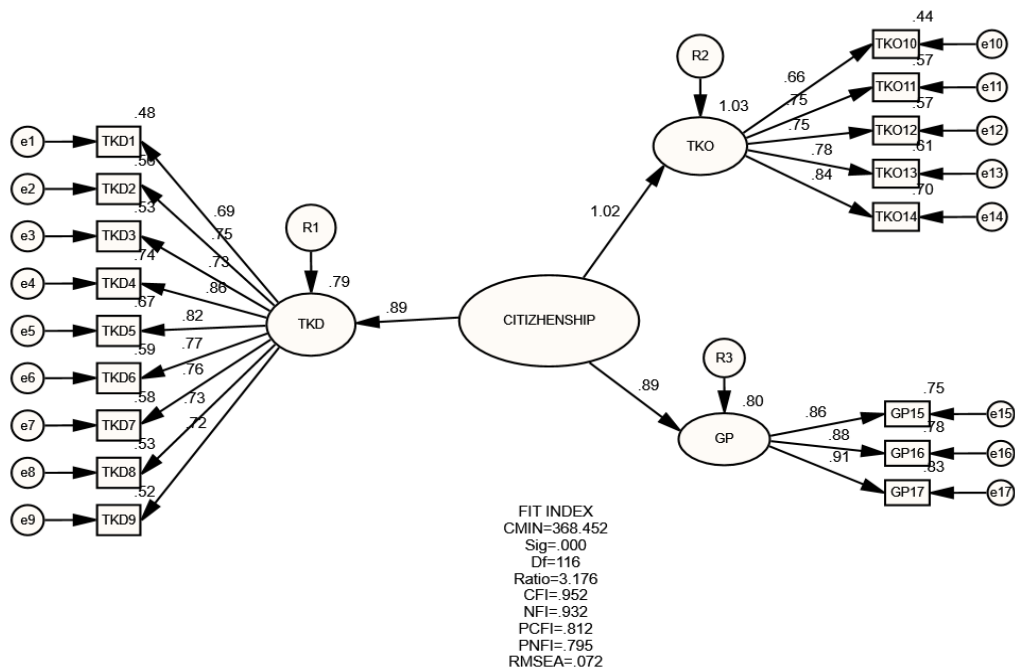 .44
TKO10
e10
.66
R2
.57
TKO11
e11
.75
1.03
.57
TKO12
e12
.75
TKO
.61
TKO13
e13
.78
.70
TKO14
e14
.84
1.02
.48
e1
TKD1
.56
e2
TKD2
.53
e3
TKD3
.74
e4
TKD4
.67
e5
TKD5
.59
e6
TKD6
.58
e7
TKD7
.53
e8
TKD8
.52
e9
TKD9
.69
.75
.73
.86
.82
.77
.76
.73
.72
R1
.79
TKD
.89
CITIZHENSHIP
.89
R3
.80
GP
.86
.88
.91
.75
GP15
e15
.78
GP16
e16
.83
GP17
e17
FIT INDEX
CMIN=368.452
Sig=.000
Df=116
Ratio=3.176
CFI=.952
NFI=.932
PCFI=.812
PNFI=.795
RMSEA=.072